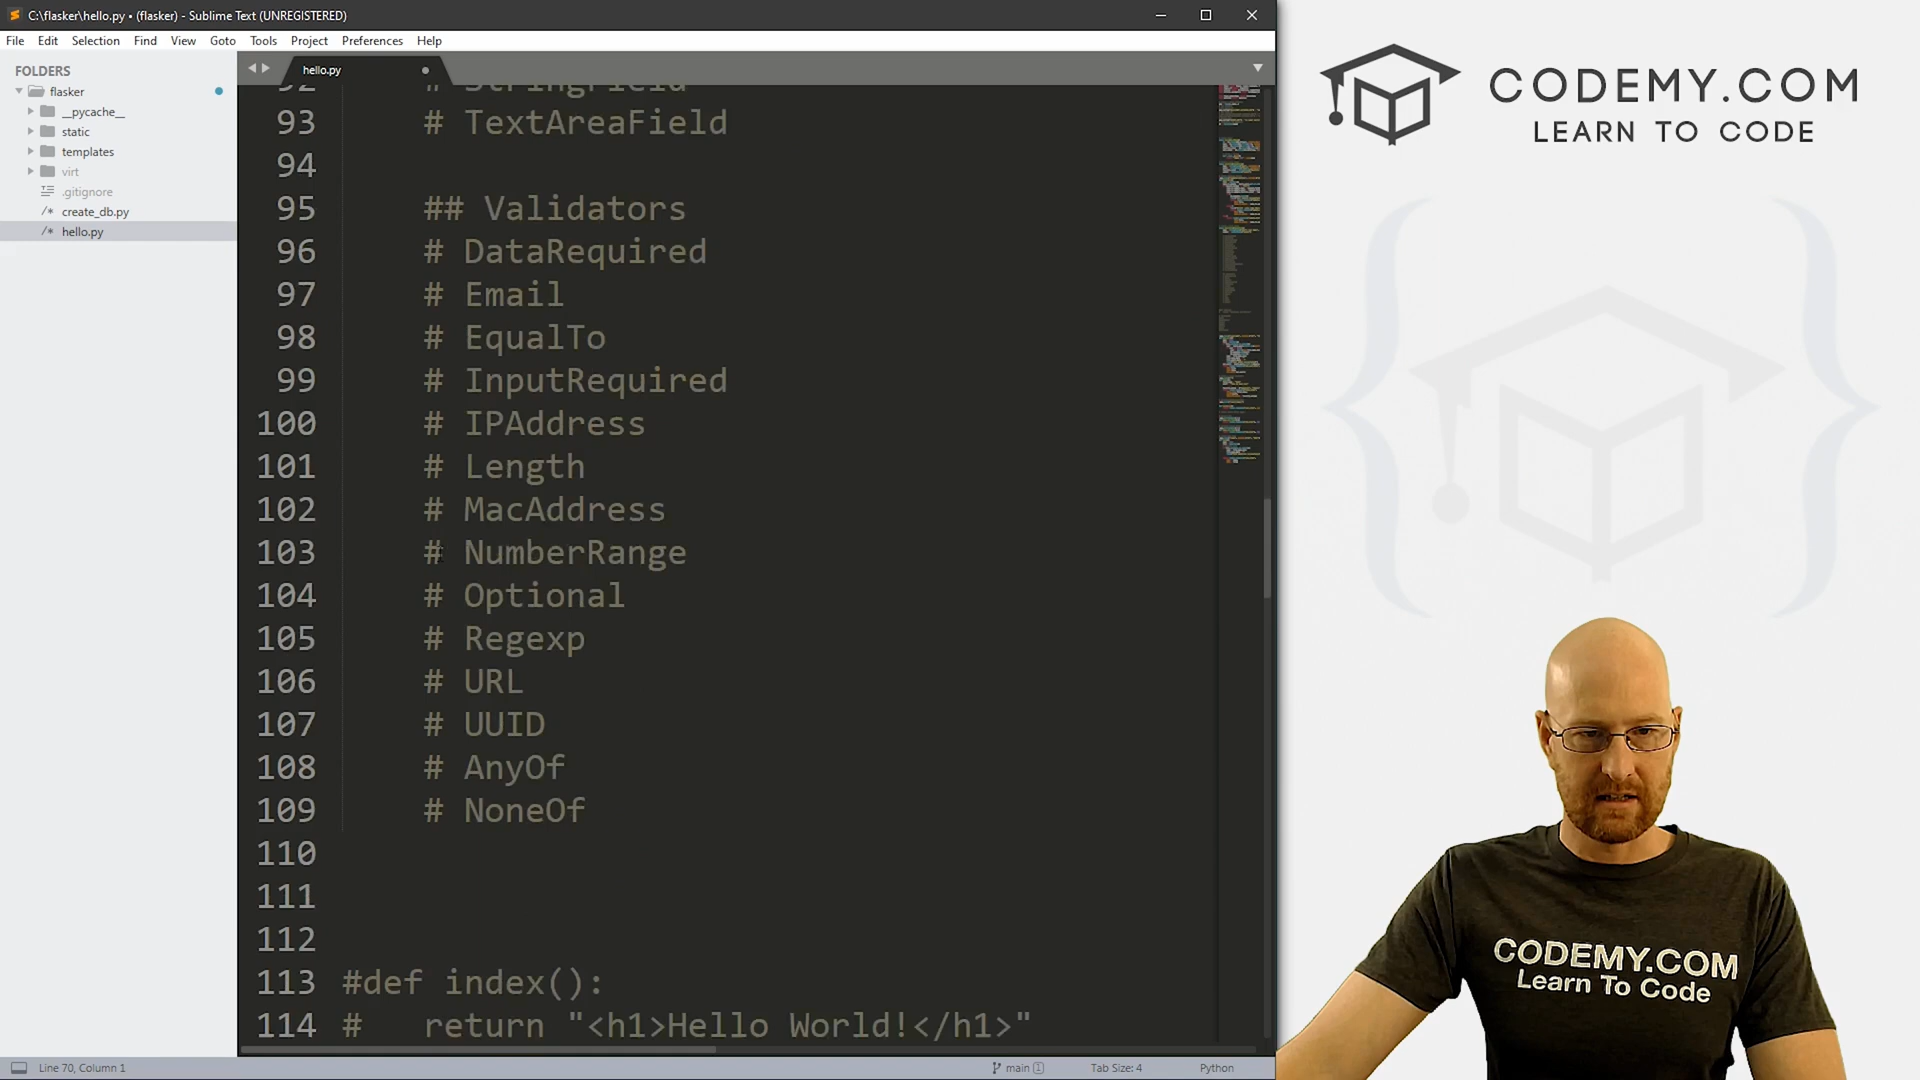 C:\flasker\hello.py • (flasker) - Sublime Text (UNREGISTERED)
File Edit Selection Find View Goto Tools Project Preferences Help
FOLDERS
flasker
__pycache__
static
templates
virt
.gitignore
create_db.py
hello.py
hello.py
92 # StringField
93 # TextAreaField
94
95 ## Validators
96 # DataRequired
97 # Email
98 # EqualTo
99 # InputRequired
100 # IPAddress
101 # Length
102 # MacAddress
103 # NumberRange
104 # Optional
105 # Regexp
106 # URL
107 # UUID
108 # AnyOf
109 # NoneOf
110
111
112
113 #def index():
114 # return "<h1>Hello World!</h1>"
Line 70, Column 1
main 1
Tab Size: 4
Python
CODEMY.COM
LEARN TO CODE
CODEMY.COM
Learn To Code